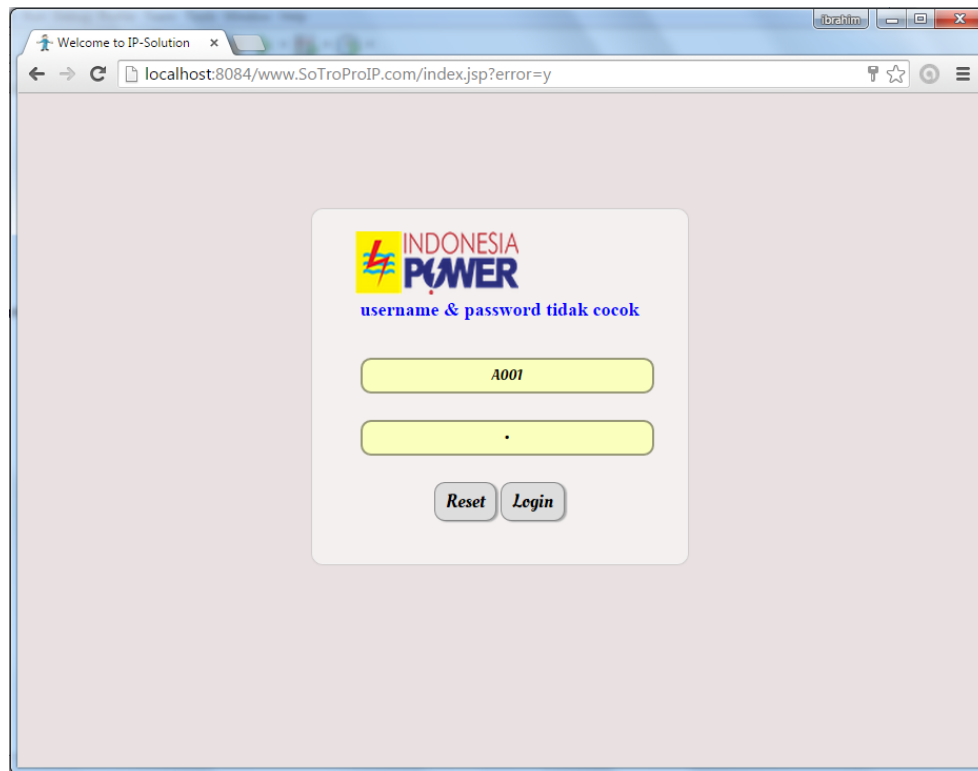 ibrahim
Welcome to IP-Solution
localhost:8084/www.SoTroProIP.com/index.jsp?error=y
INDONESIA
POWER
username & password tidak cocok
A001
Reset Login